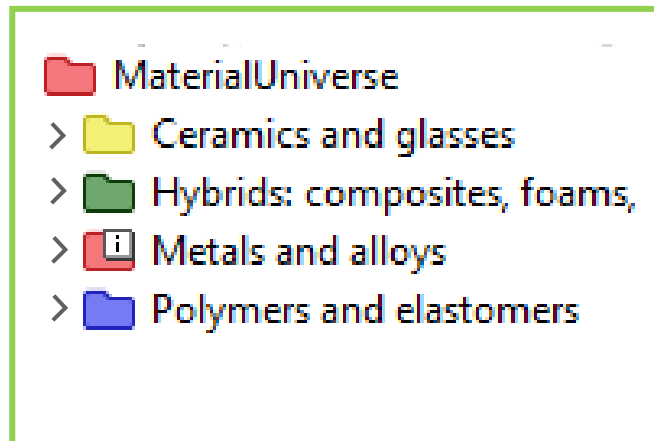 MaterialUniverse
Ceramics and glasses
Hybrids: composites, foams,
i
Metals and alloys
Polymers and elastomers